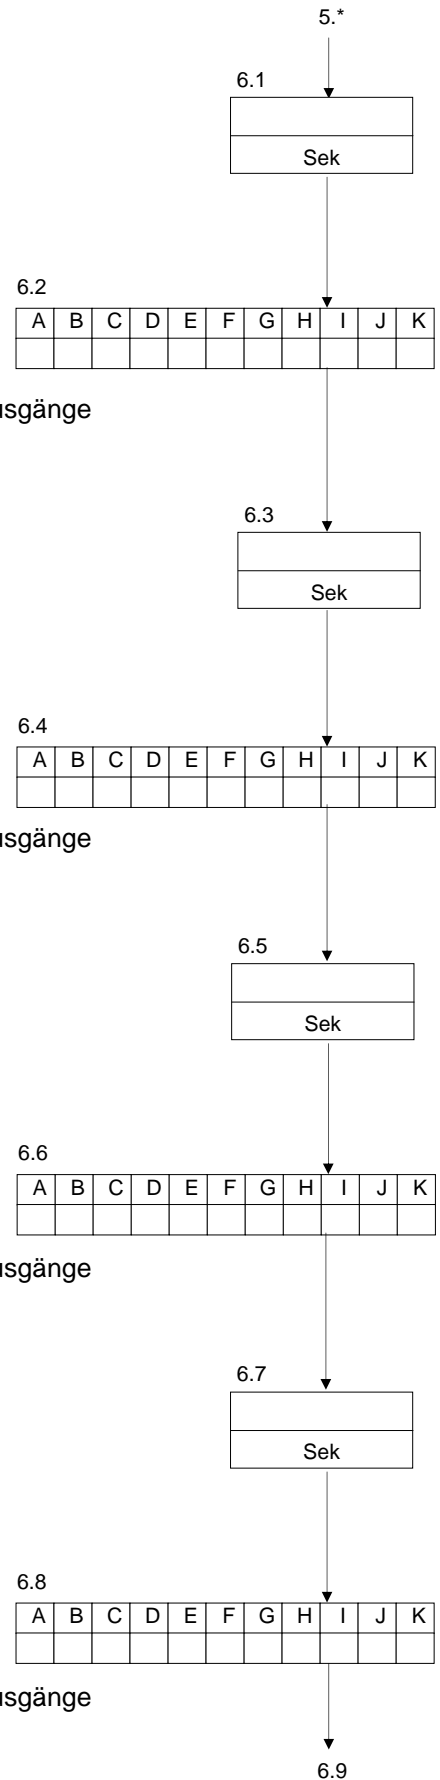 5.*
6.1
Sek
6.2
A B C D E F G H I J K
usgänge
6.3
Sek
6.4
A B C D E F G H I J K
usgänge
6.5
Sek
6.6
A B C D E F G H I J K
usgänge
6.7
Sek
6.8
A B C D E F G H I J K
usgänge
6.9